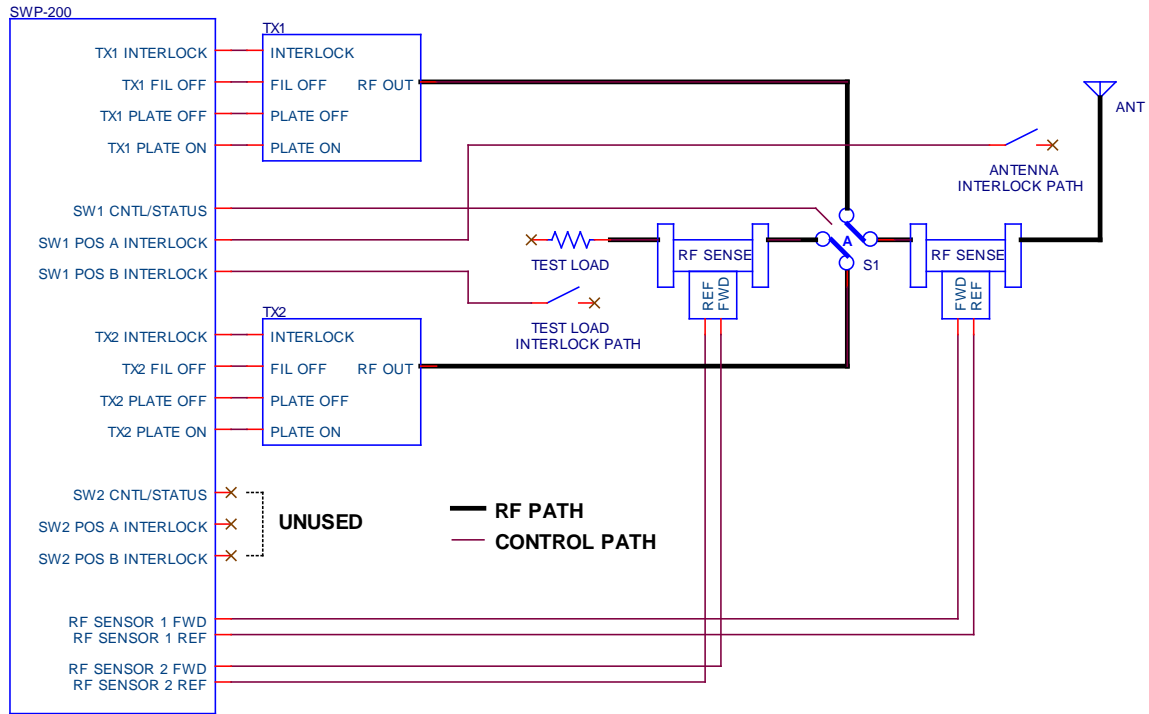 SWP-200
TX1 INTERLOCK
TX1 FIL OFF
TX1 PLATE OFF
TX1 PLATE ON
SW1 CNTL/STATUS
SW1 POS A INTERLOCK
SW1 POS B INTERLOCK
TX2 INTERLOCK
TX2 FIL OFF
TX2 PLATE OFF
TX2 PLATE ON
SW2 CNTL/STATUS
SW2 POS A INTERLOCK
SW2 POS B INTERLOCK
RF SENSOR 1 FWD
RF SENSOR 1 REF
RF SENSOR 2 FWD
RF SENSOR 2 REF
TX1
INTERLOCK
FIL OFF
RF OUT
PLATE OFF
PLATE ON
TX2
INTERLOCK
FIL OFF
RF OUT
PLATE OFF
PLATE ON
UNUSED
TEST LOAD
TEST LOAD
INTERLOCK PATH
RF SENSE
REF
FWD
A
S1
RF SENSE
FWD
REF
ANTENNA
INTERLOCK PATH
ANT
RF PATH
CONTROL PATH